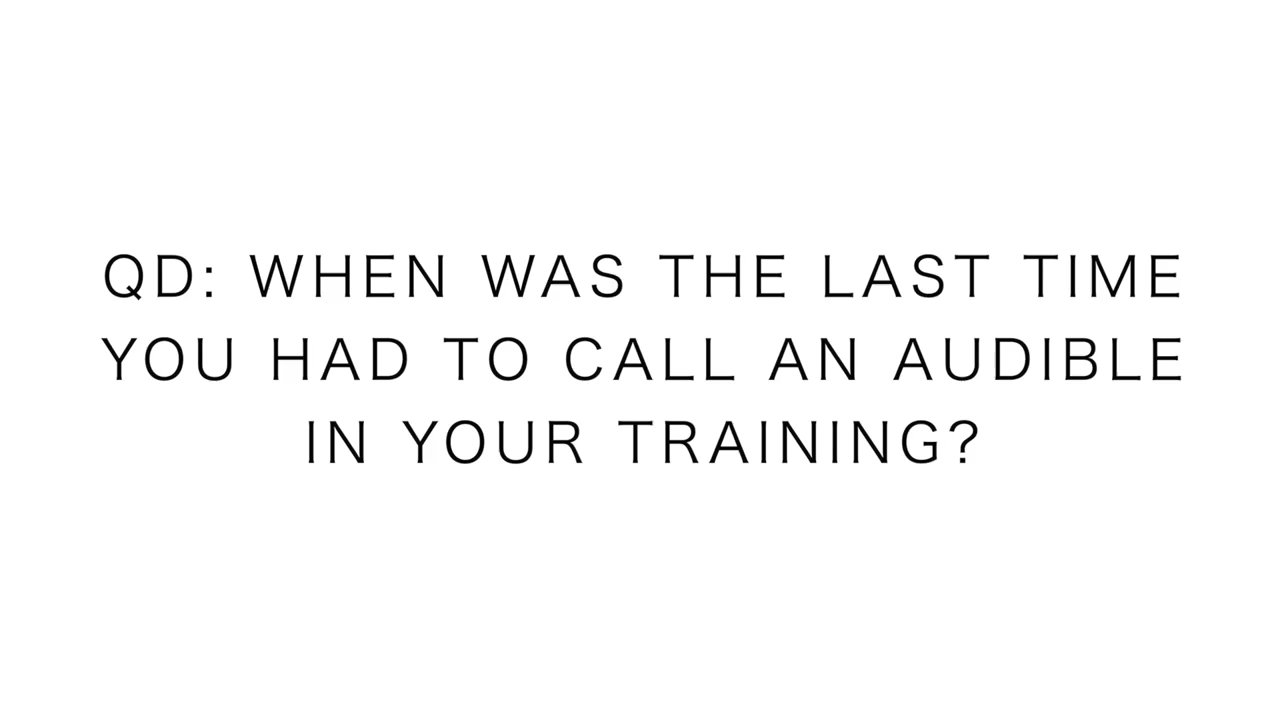 QD: WHEN WAS THE LAST TIME
YOU HAD TO CALL AN AUDIBLE
IN YOUR TRAINING?